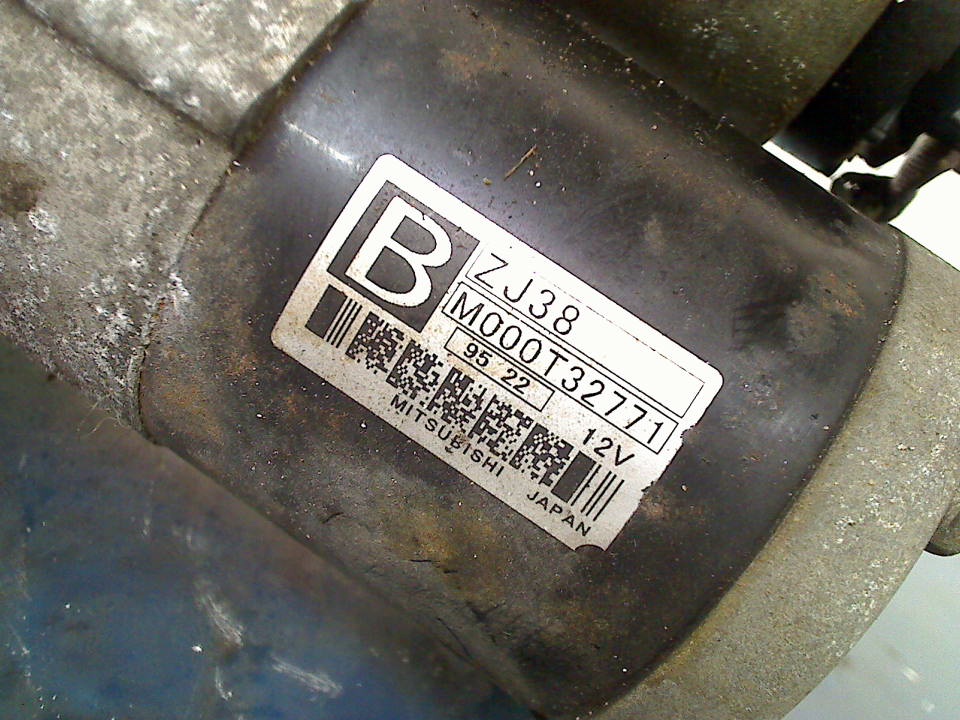 B
ZJ38
M000T32771
95 22
12V
MITSUBISHI JAPAN